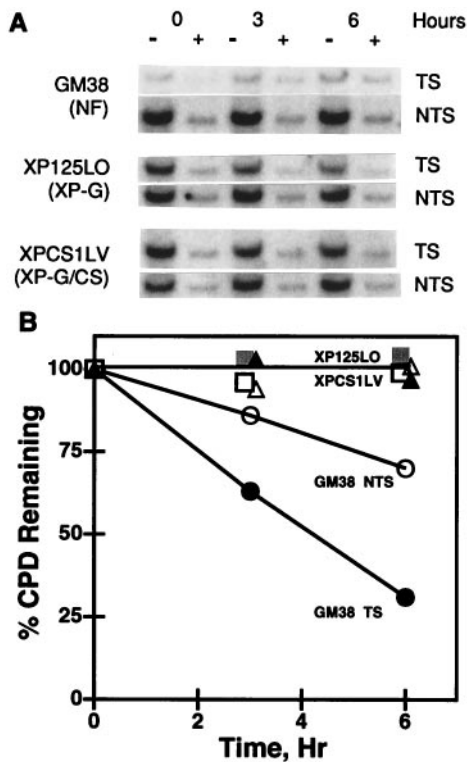 A
0 3 6 Hours
- + - + - +
GM38
(NF)
TS
NTS
XP125LO
(XP-G)
TS
NTS
XPCS1LV
(XP-G/CS)
TS
NTS
B
100
75
50
25
0
% CPD Remaining
XP125LO
XPCS1LV
GM38 NTS
GM38 TS
0 2 4 6
Time, Hr